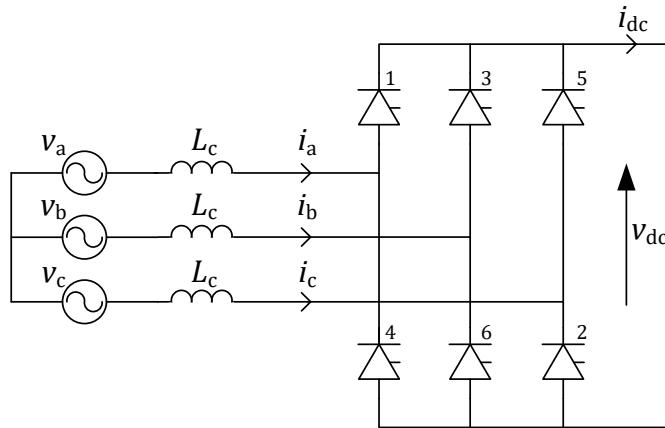 i_dc
1 3 5
v_a L_c i_a
v_b L_c i_b
v_dc
v_c L_c i_c
4 6 2